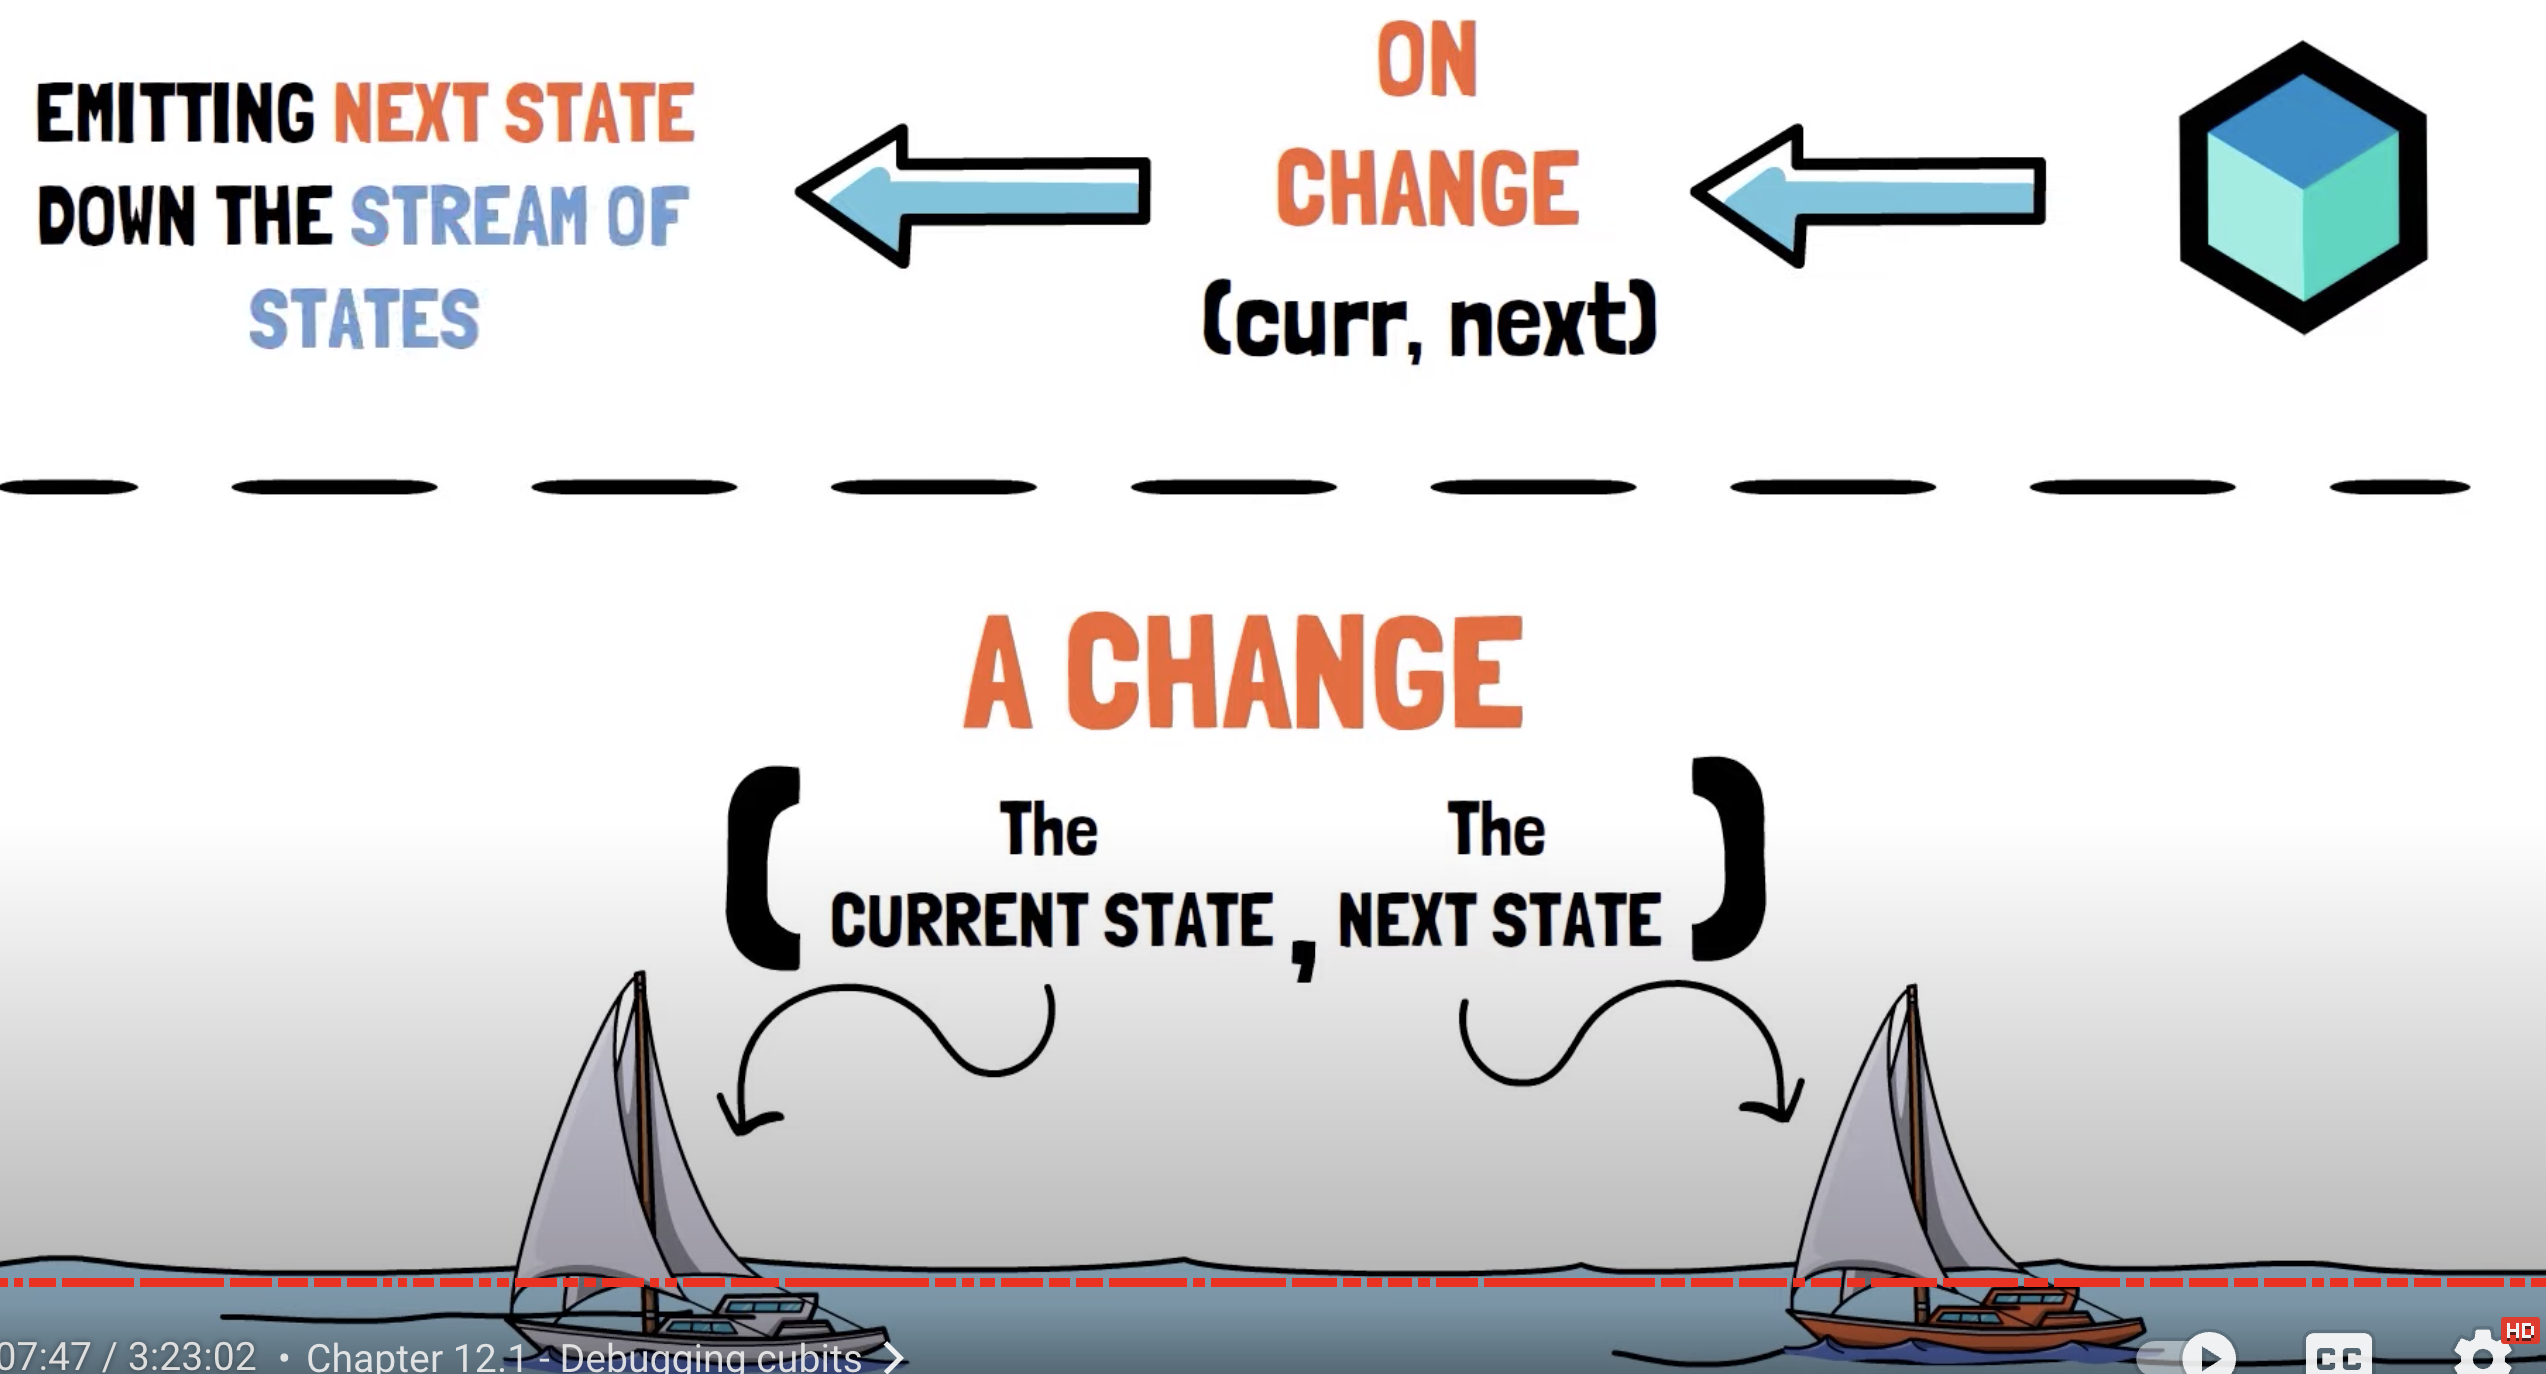 EMITTING NEXT STATE
DOWN THE STREAM OF
STATES
ON
CHANGE
(curr, next)
A CHANGE
(The CURRENT STATE, The NEXT STATE)
07:47 / 3:23:02 • Chapter 12.1 - Debugging cubits
CC
HD